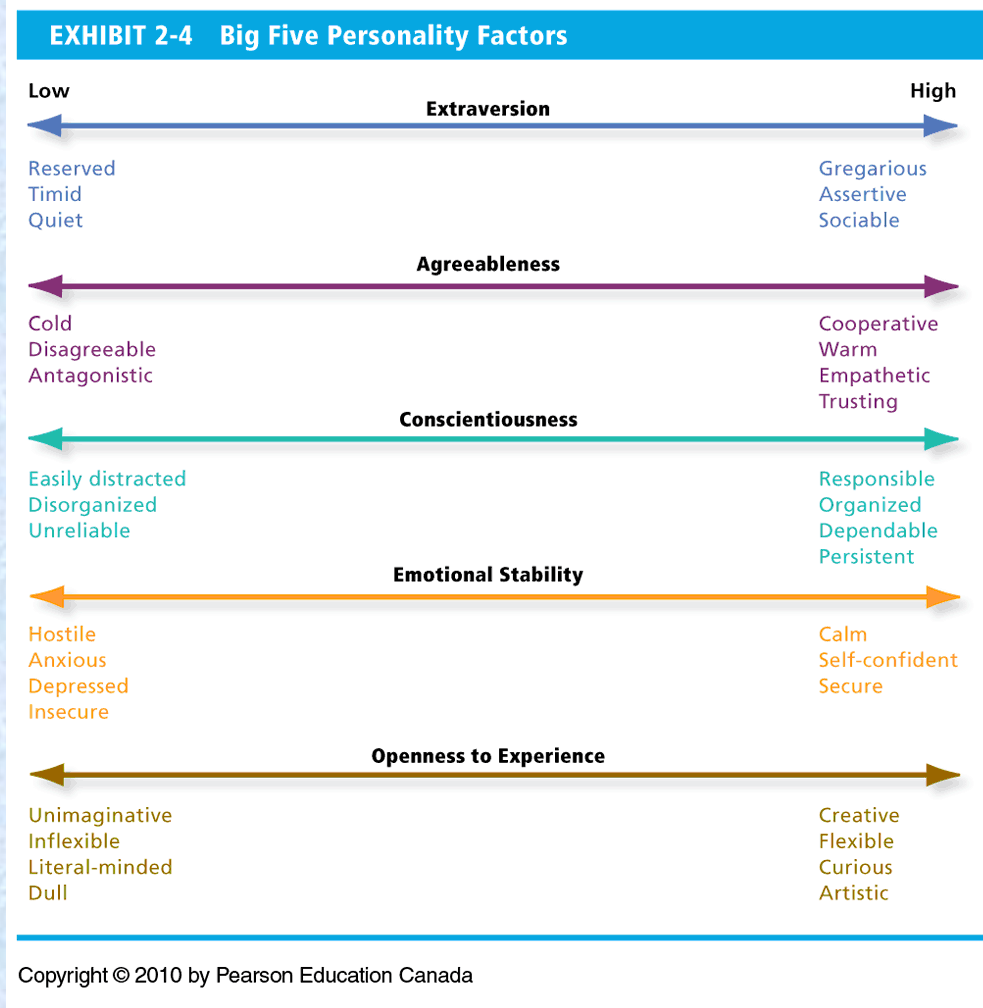 EXHIBIT 2-4 Big Five Personality Factors
Low High
Extraversion
Reserved Gregarious
Timid Assertive
Quiet Sociable
Agreeableness
Cold Cooperative
Disagreeable Warm
Antagonistic Empathetic
Trusting
Conscientiousness
Easily distracted Responsible
Disorganized Organized
Unreliable Dependable
Persistent
Emotional Stability
Hostile Calm
Anxious Self-confident
Depressed Secure
Insecure
Openness to Experience
Unimaginative Creative
Inflexible Flexible
Literal-minded Curious
Dull Artistic
Copyright © 2010 by Pearson Education Canada